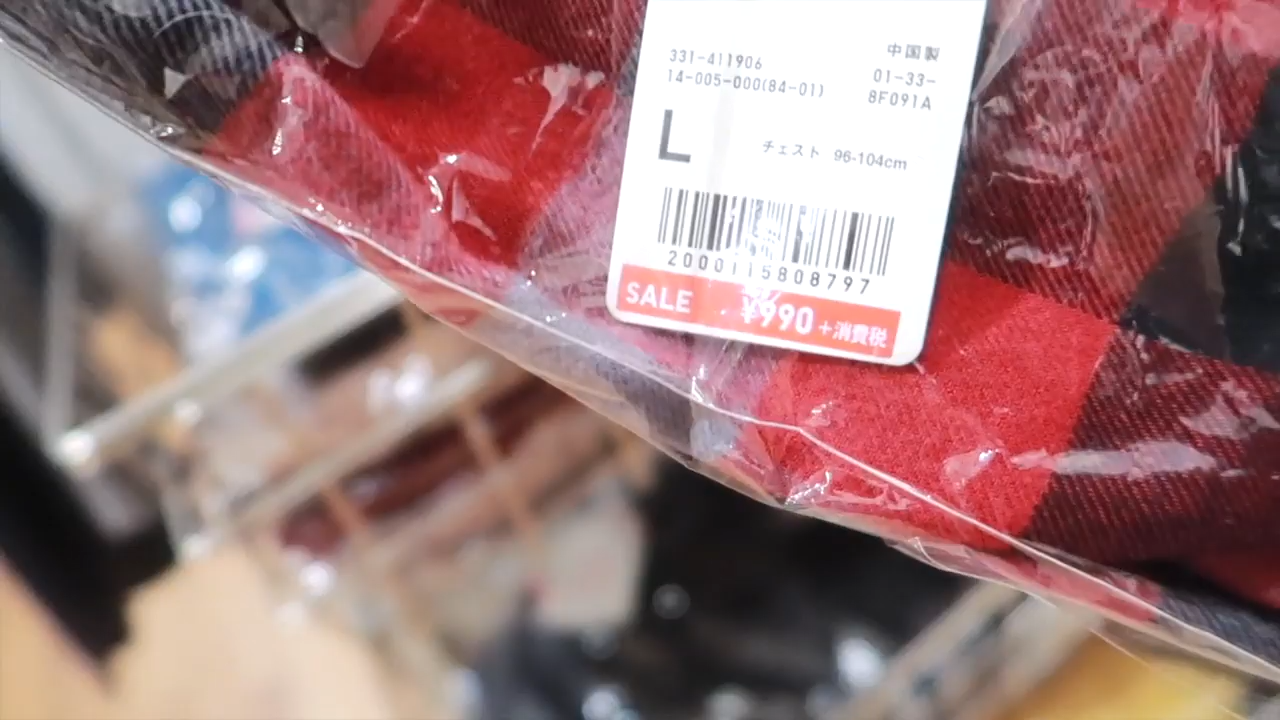 331-411906
中国製
14-005-000(84-01)
01-33-
8F091A
L
チェスト 96-104cm
2000115808797
SALE ¥990+消費税